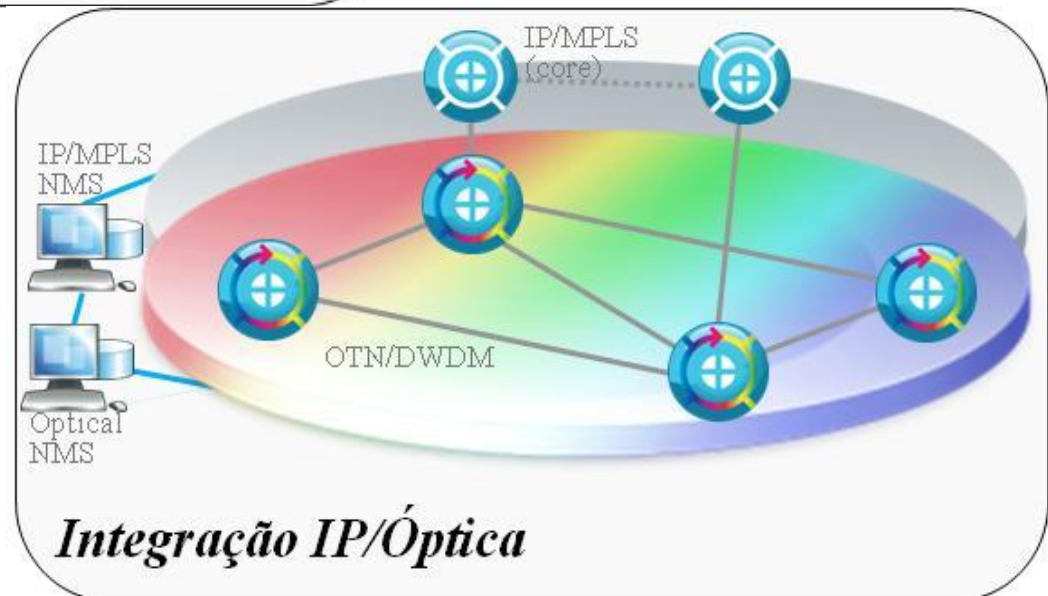 IP/MPLS
(core)
IP/MPLS
NMS
OTN/DWDM
Optical
NMS
Integração IP/Óptica